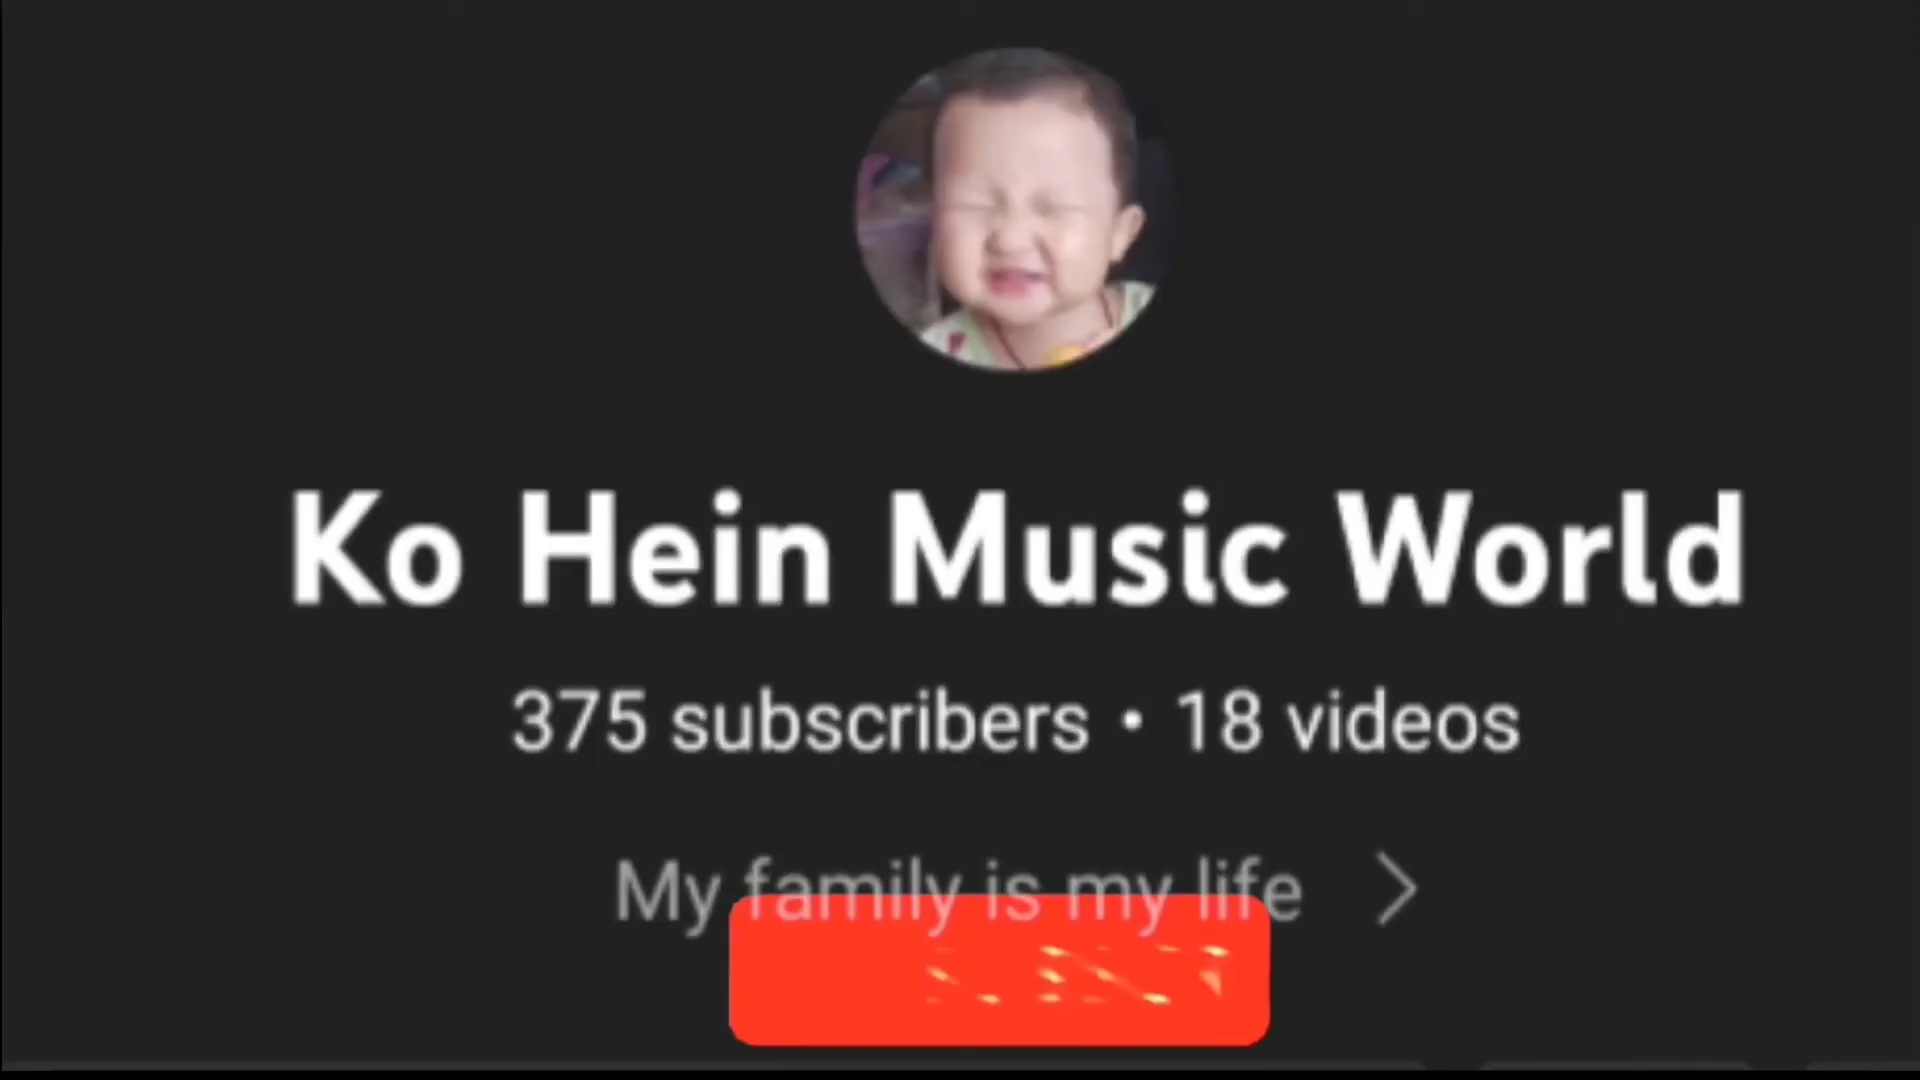 Ko Hein Music World
375 subscribers • 18 videos
My family is my life